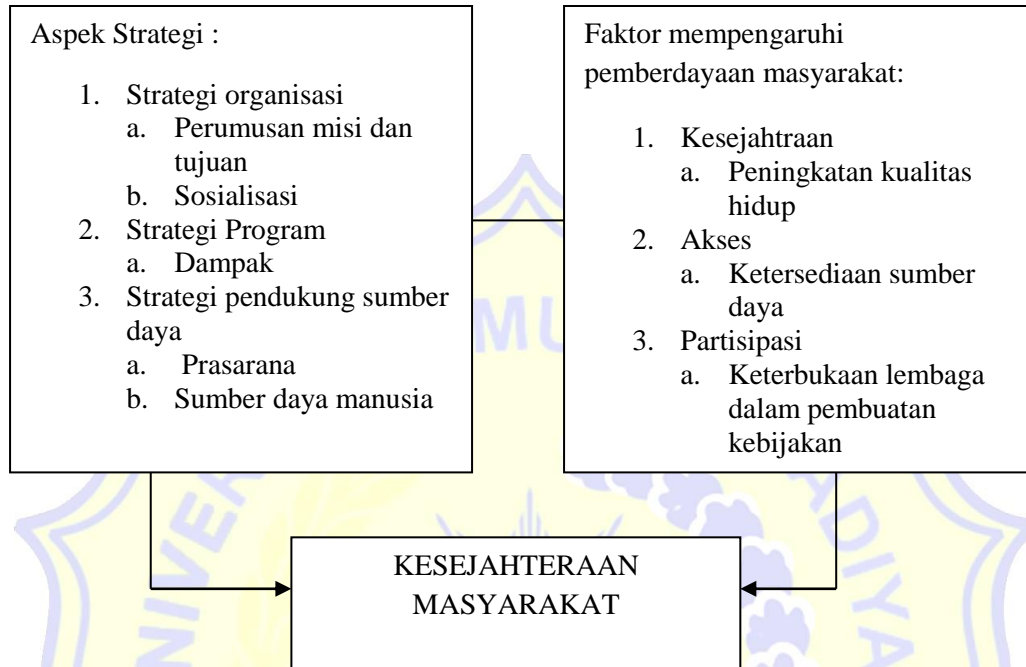 Aspek Strategi :
1. Strategi organisasi
a. Perumusan misi dan
tujuan
b. Sosialisasi
2. Strategi Program
a. Dampak
3. Strategi pendukung sumber
daya
a. Prasarana
b. Sumber daya manusia
Faktor mempengaruhi
pemberdayaan masyarakat:
1. Kesejahtraan
a. Peningkatan kualitas
hidup
2. Akses
a. Ketersediaan sumber
daya
3. Partisipasi
a. Keterbukaan lembaga
dalam pembuatan
kebijakan
KESEJAHTERAAN
MASYARAKAT